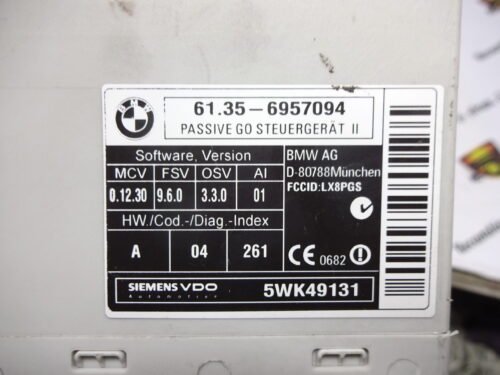 BMW
61.35-6957094
PASSIVE GO STEUERGERÄT II
Software, Version
MCV FSV OSV AI
0.12.30 9.6.0 3.3.0 01
HW./Cod.-/Diag.-Index
A 04 261
BMW AG
D-80788München
FCCID:LX8PGS
CE 0682
SIEMENS VDO
Automotive
5WK49131